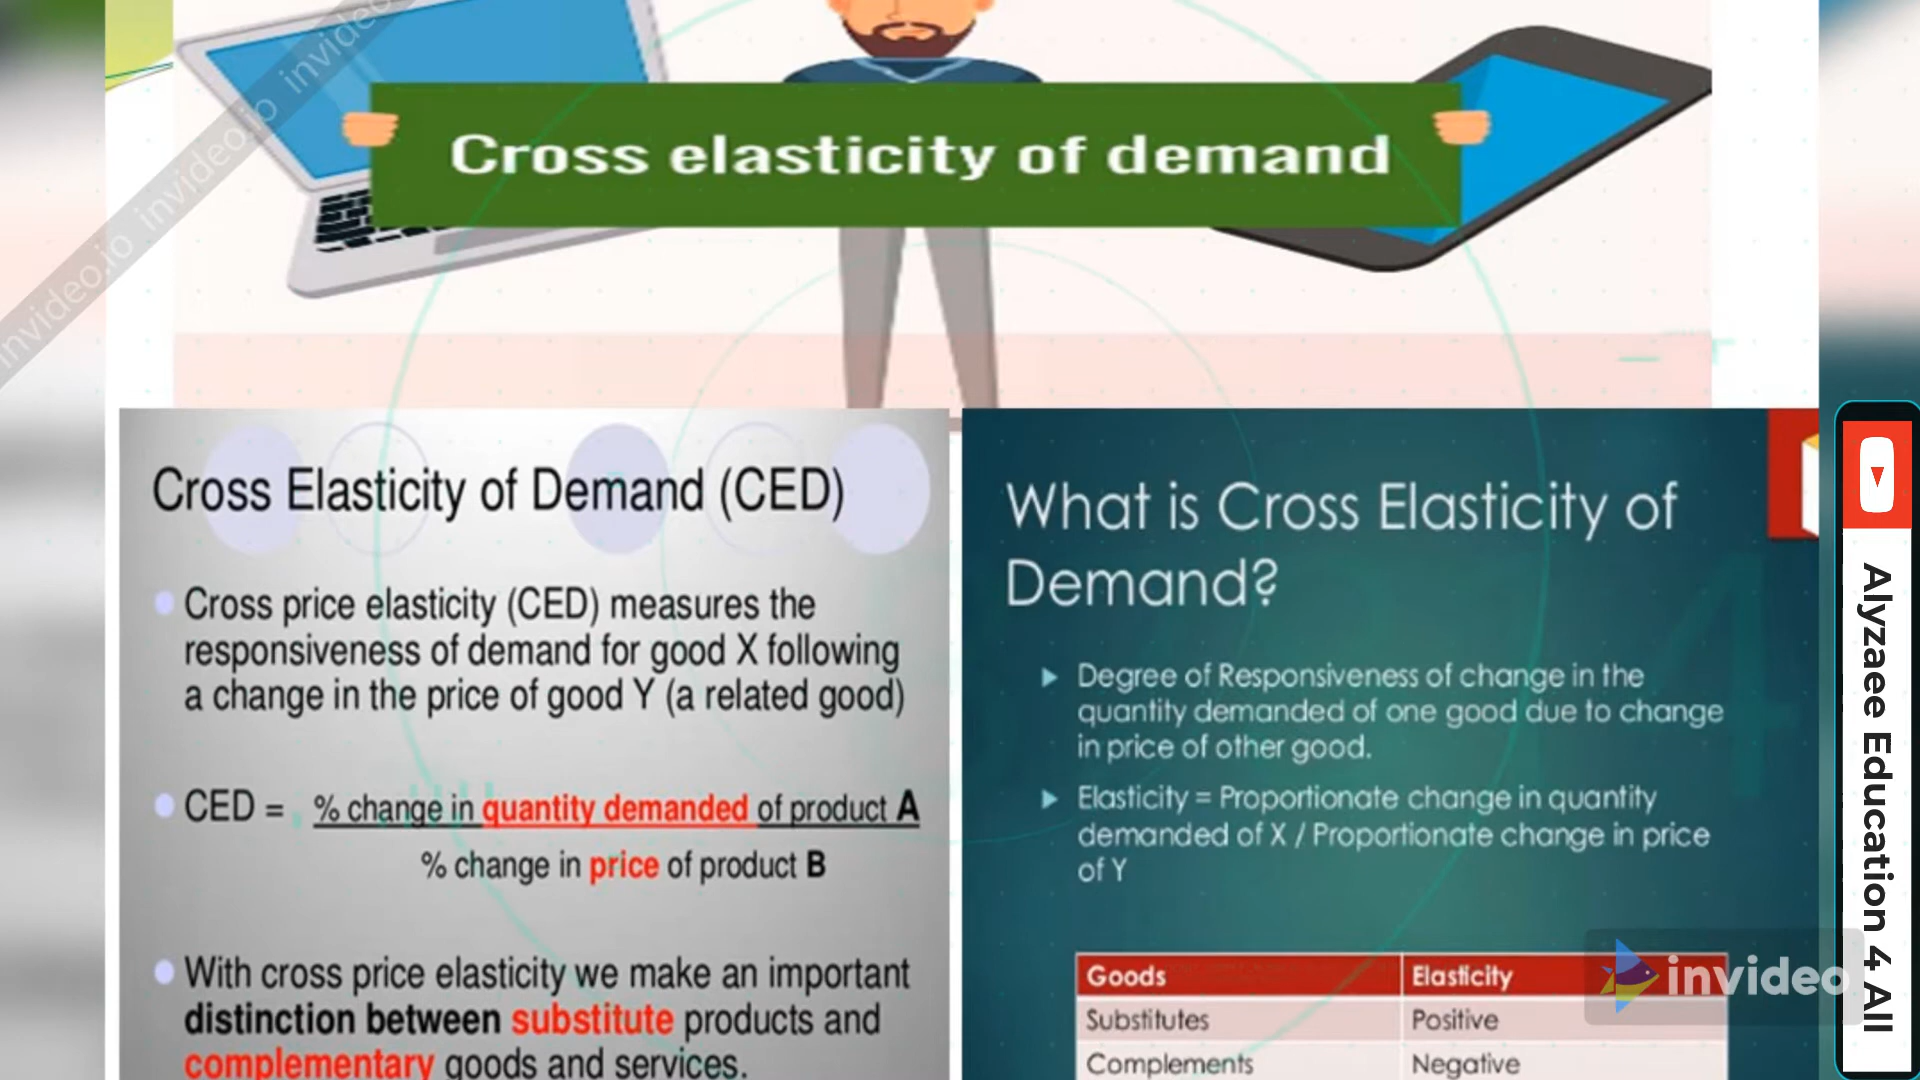 invideo.io invideo.io invideo
Cross elasticity of demand
Cross Elasticity of Demand (CED)
Cross price elasticity (CED) measures the
responsiveness of demand for good X following
a change in the price of good Y (a related good)
CED = % change in quantity demanded of product A
% change in price of product B
With cross price elasticity we make an important
distinction between substitute products and
complementary goods and services.
What is Cross Elasticity of
Demand?
Degree of Responsiveness of change in the
quantity demanded of one good due to change
in price of other good.
Elasticity = Proportionate change in quantity
demanded of X / Proportionate change in price
of Y
Goods Elasticity
Substitutes Positive
Complements Negative
invideo
Alyzaee Education 4 All